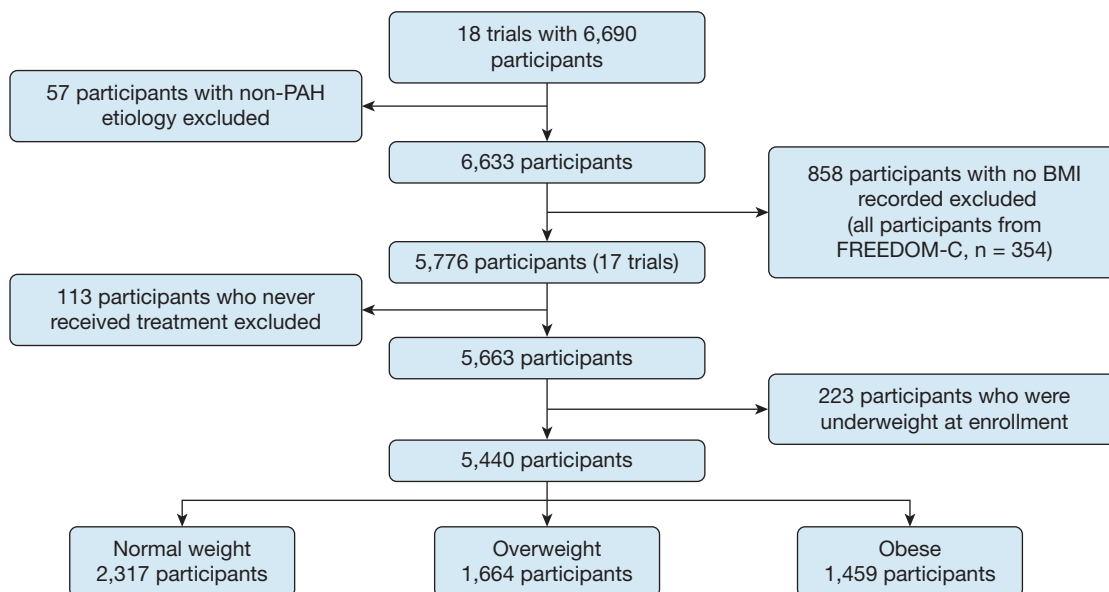 18 trials with 6,690
participants
57 participants with non-PAH
etiology excluded
6,633 participants
858 participants with no BMI
recorded excluded
(all participants from
FREEDOM-C, n = 354)
5,776 participants (17 trials)
113 participants who never
received treatment excluded
5,663 participants
223 participants who were
underweight at enrollment
5,440 participants
Normal weight
2,317 participants
Overweight
1,664 participants
Obese
1,459 participants